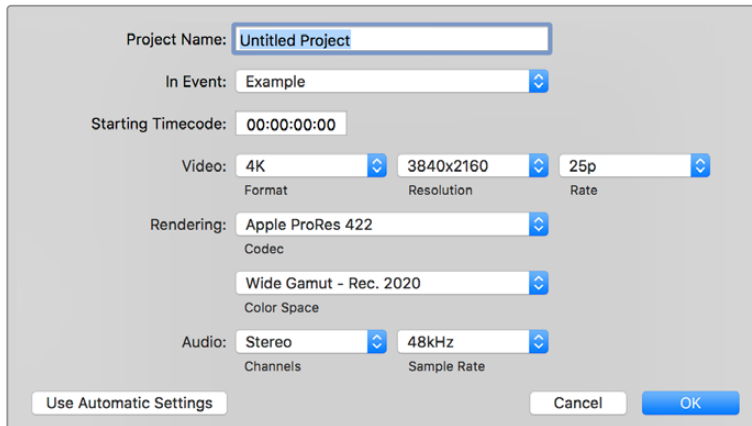 Project Name: Untitled Project
In Event: Example
Starting Timecode: 00:00:00:00
Video: 4K 3840x2160 25p
Format Resolution Rate
Rendering: Apple ProRes 422
Codec
Wide Gamut - Rec. 2020
Color Space
Audio: Stereo 48kHz
Channels Sample Rate
Use Automatic Settings Cancel OK